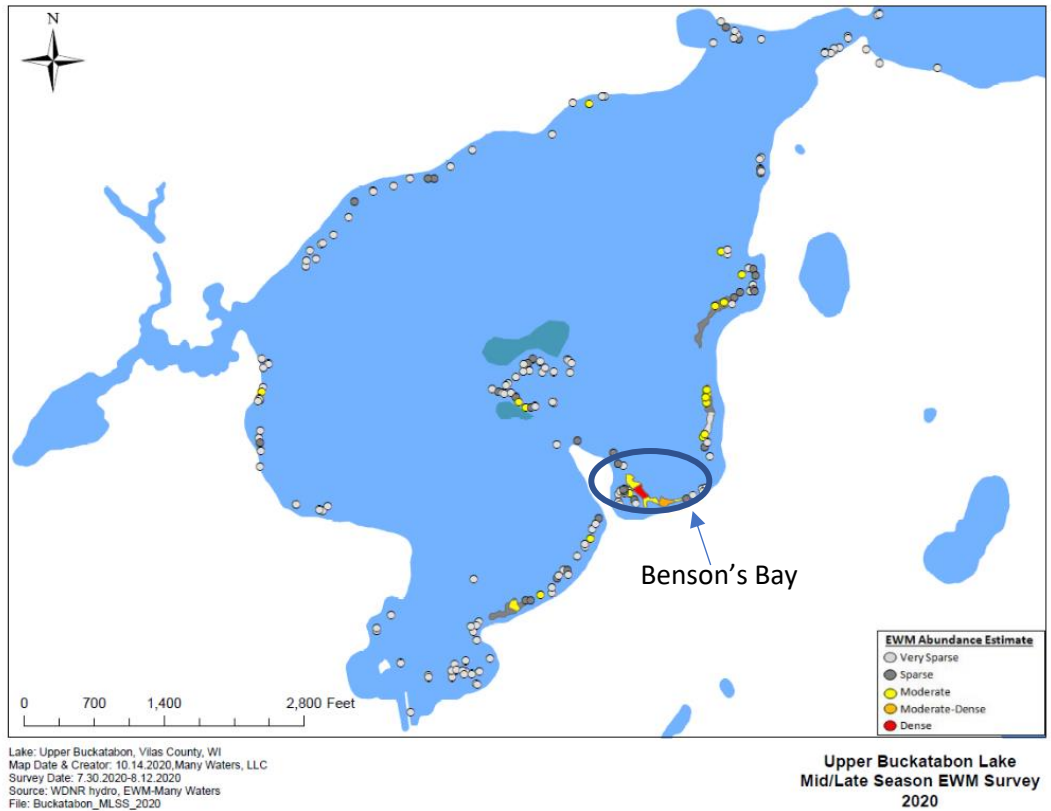 N
Benson's Bay
EWM Abundance Estimate
Very Sparse
Sparse
Moderate
Moderate-Dense
Dense
0 700 1,400 2,800 Feet
Lake: Upper Buckatabon, Vilas County, WI
Map Date & Creator: 10.14.2020,Many Waters, LLC
Survey Date: 7.30.2020-8.12.2020
Source: WDNR hydro, EWM-Many Waters
File: Buckatabon_MLSS_2020
Upper Buckatabon Lake
Mid/Late Season EWM Survey
2020